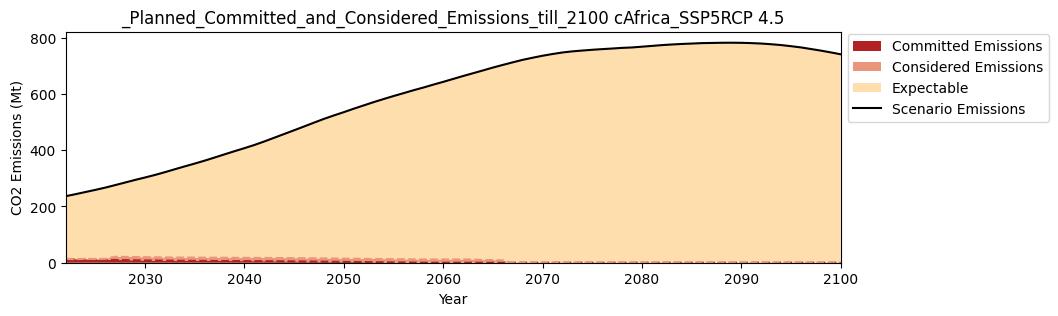 _Planned_Committed_and_Considered_Emissions_till_2100 cAfrica_SSP5RCP 4.5
800
600
400
200
0
CO2 Emissions (Mt)
2030
2040
2050
2060
2070
2080
2090
2100
Year
Committed Emissions
Considered Emissions
Expectable
Scenario Emissions